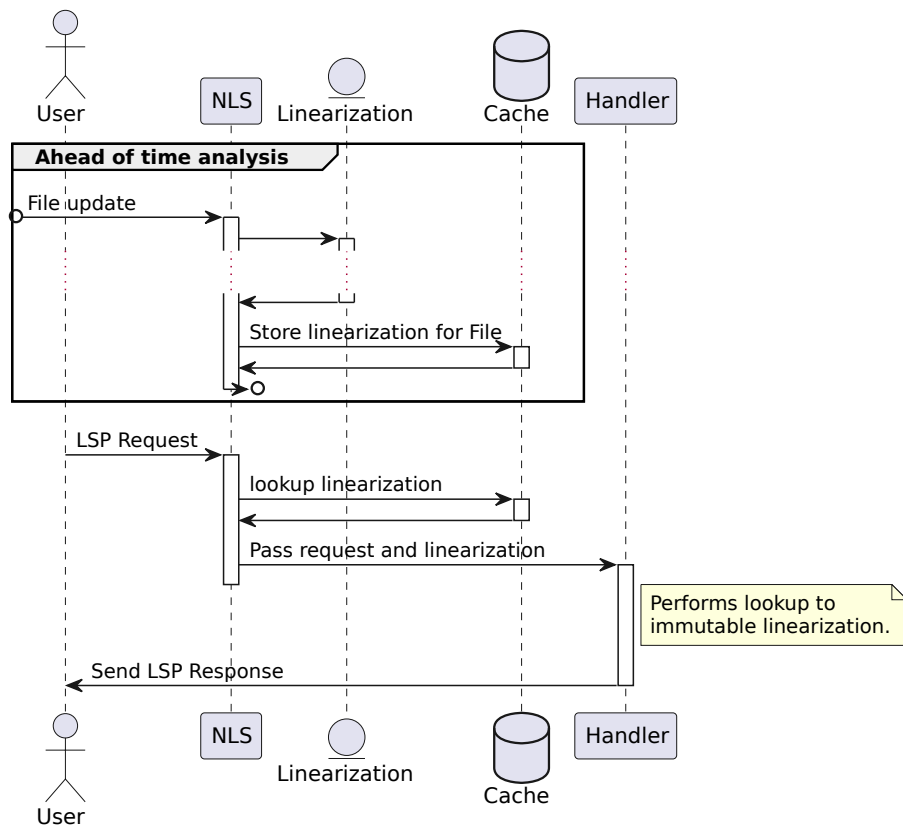 User
NLS
Linearization
Cache
Handler
Ahead of time analysis
File update
Store linearization for File
LSP Request
lookup linearization
Pass request and linearization
Performs lookup to
immutable linearization.
Send LSP Response
User
NLS
Linearization
Cache
Handler